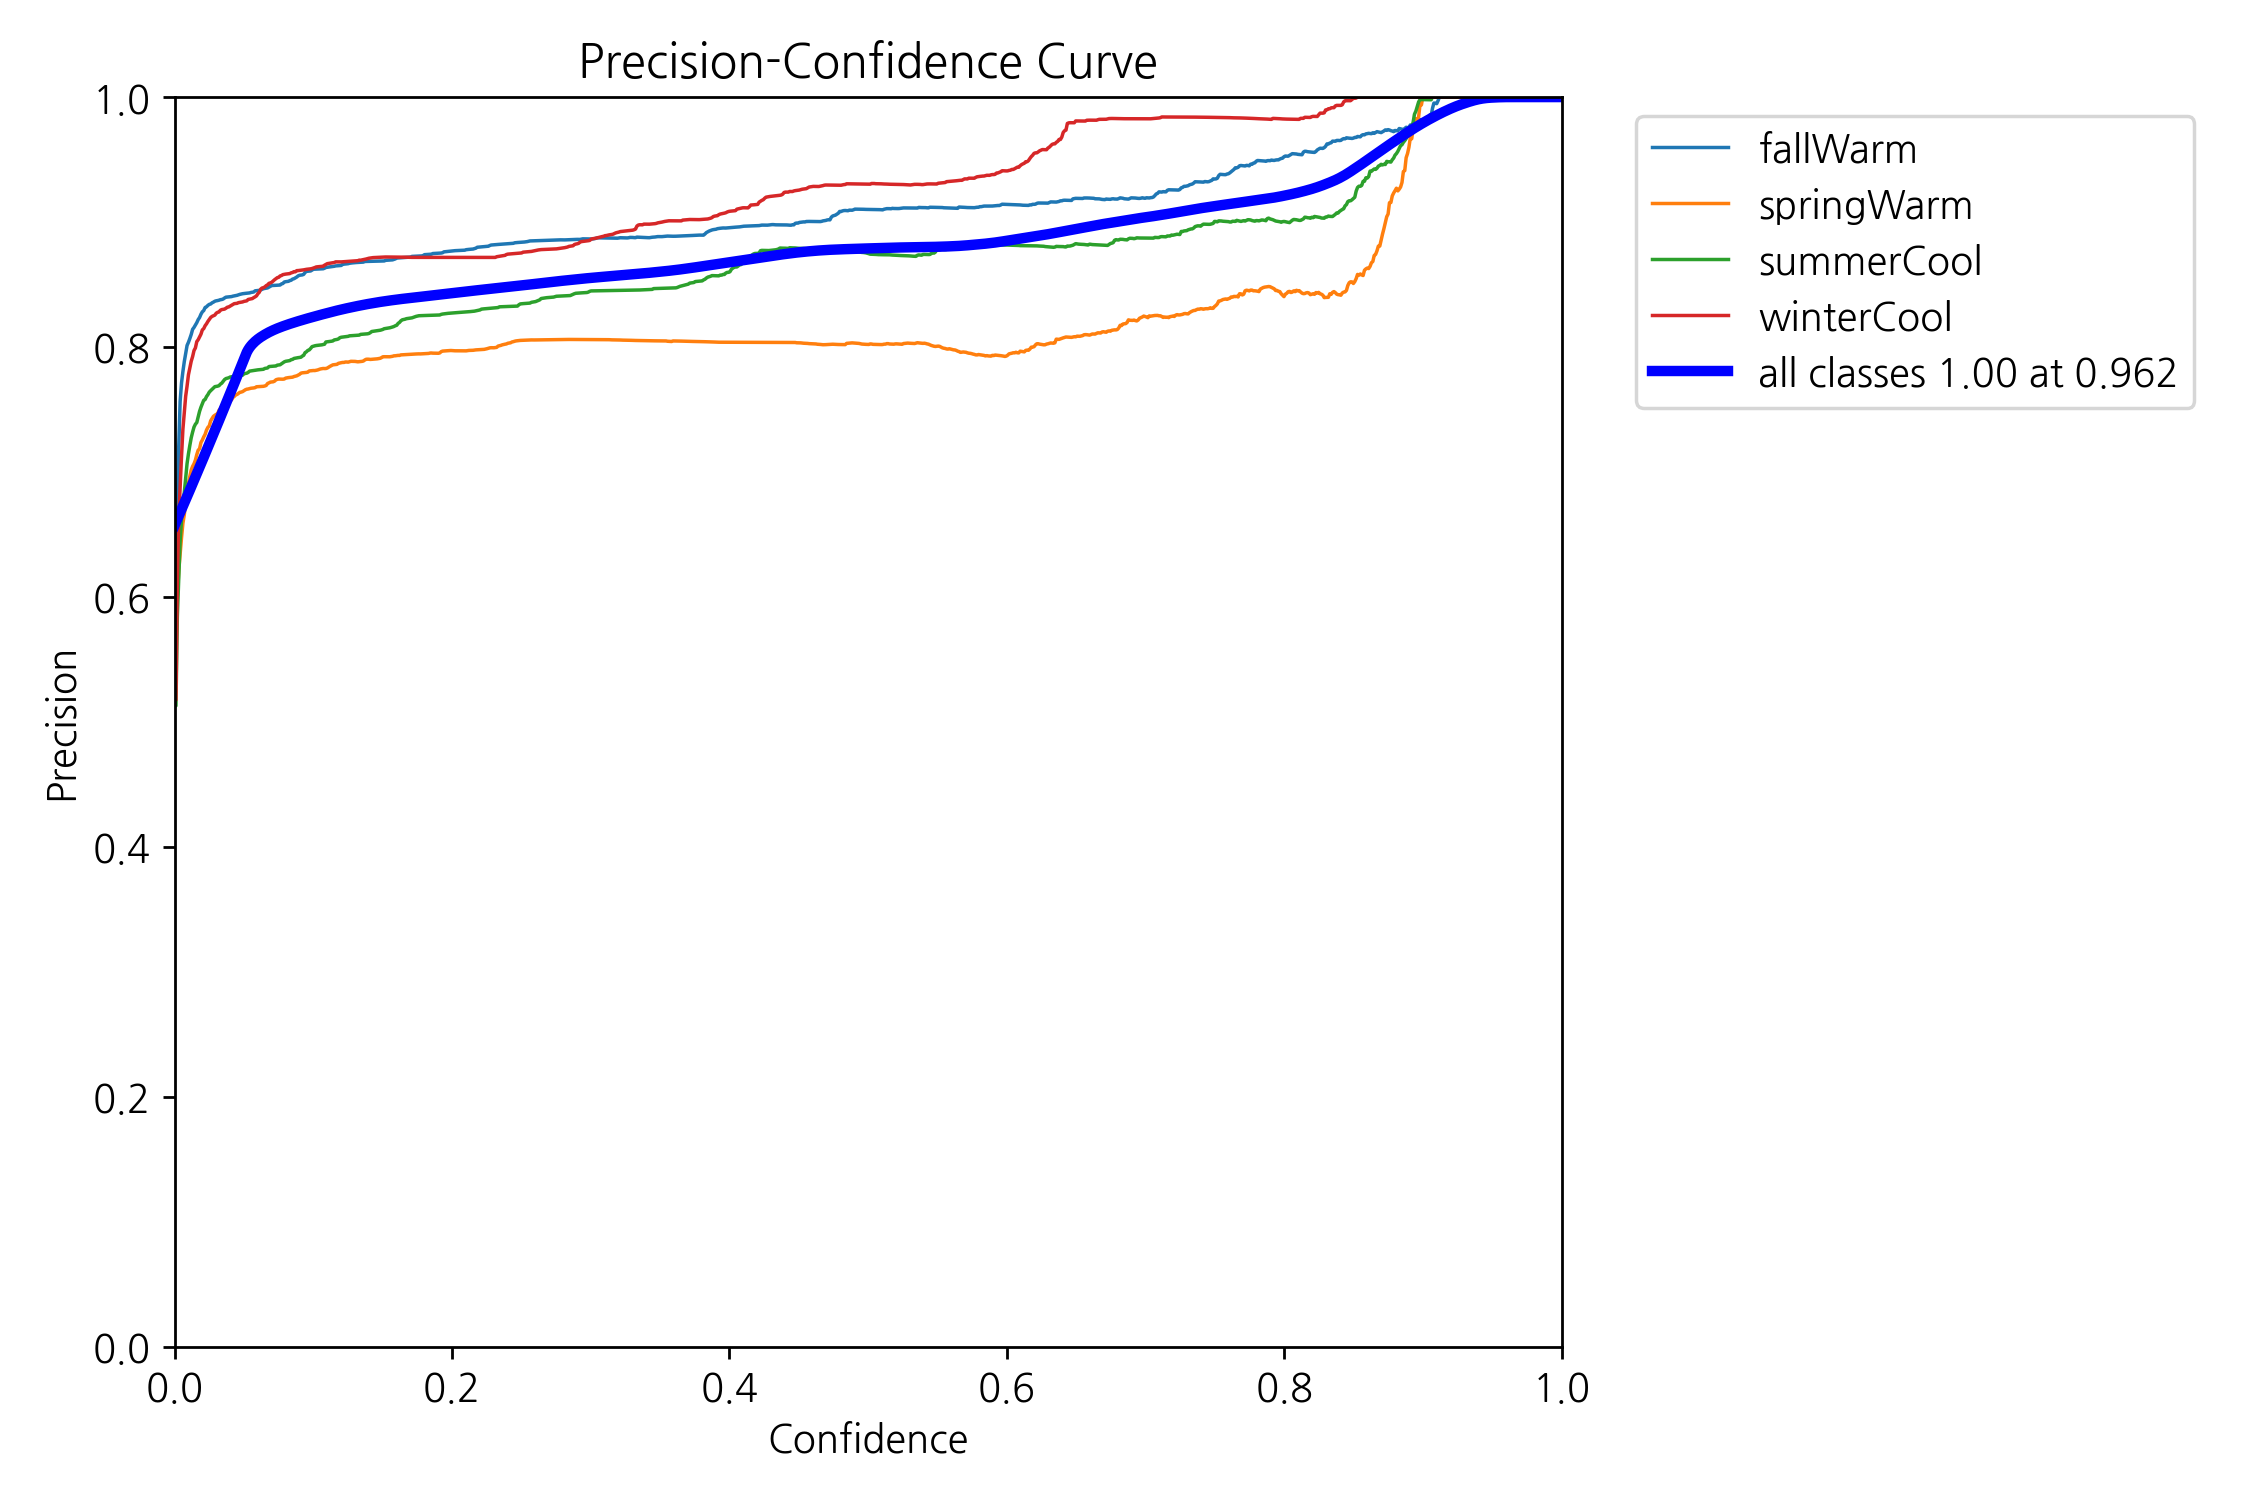 Precision-Confidence Curve
1.0
0.8
0.6
0.4
0.2
0.0
Precision
0.0 0.2 0.4 0.6 0.8 1.0
Confidence
fallWarm
springWarm
summerCool
winterCool
all classes 1.00 at 0.962